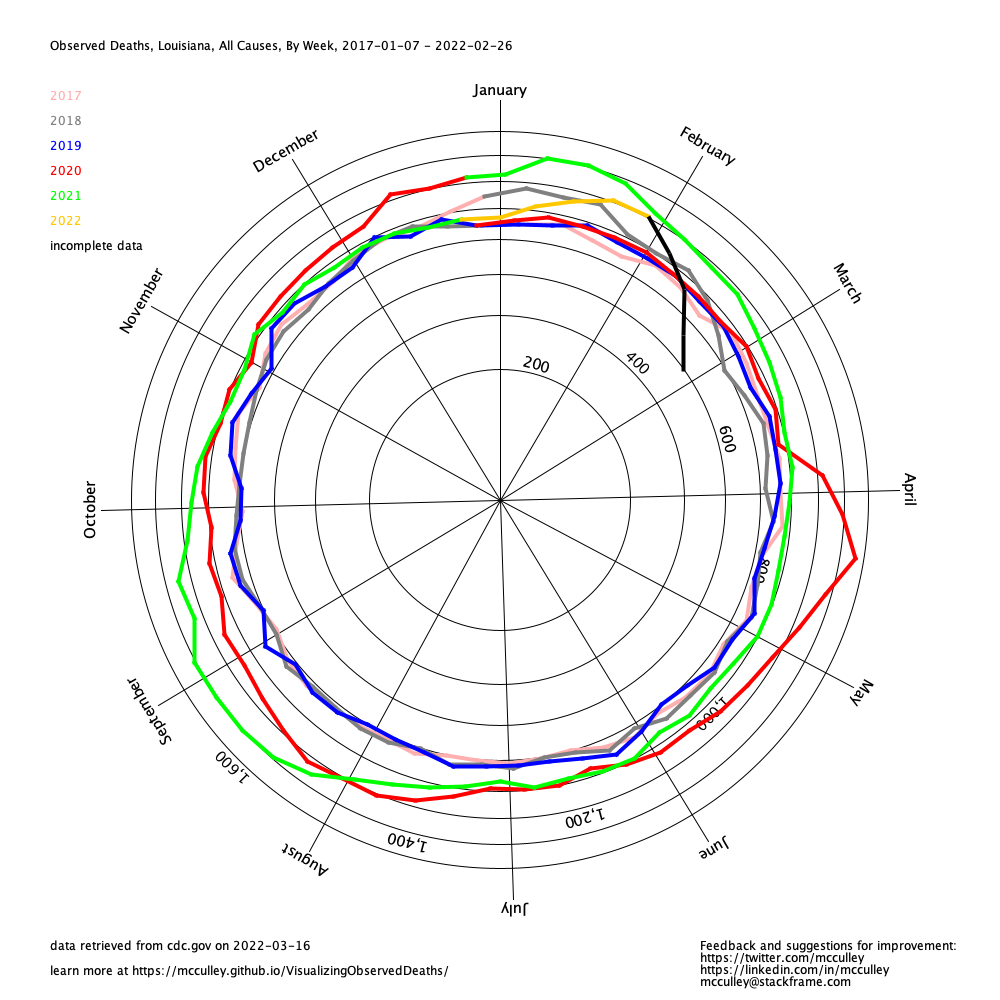 Observed Deaths, Louisiana, All Causes, By Week, 2017-01-07 - 2022-02-26
January
2017
2018
2019
2020
2021
2022
incomplete data
December
February
November
March
200
400
600
October
April
800
September
May
1,000
1,600
1,200
1,400
August
June
July
data retrieved from cdc.gov on 2022-03-16
learn more at https://mcculley.github.io/VisualizingObservedDeaths/
Feedback and suggestions for improvement:
https://twitter.com/mcculley
https://linkedin.com/in/mcculley
mcculley@stackframe.com